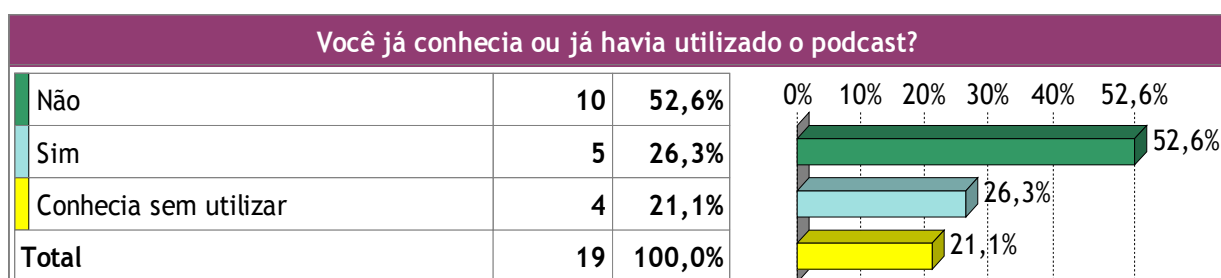 Você já conhecia ou já havia utilizado o podcast?
Não 10 52,6%
Sim 5 26,3%
Conhecia sem utilizar 4 21,1%
Total 19 100,0%
0% 10% 20% 30% 40% 52,6%
52,6%
26,3%
21,1%